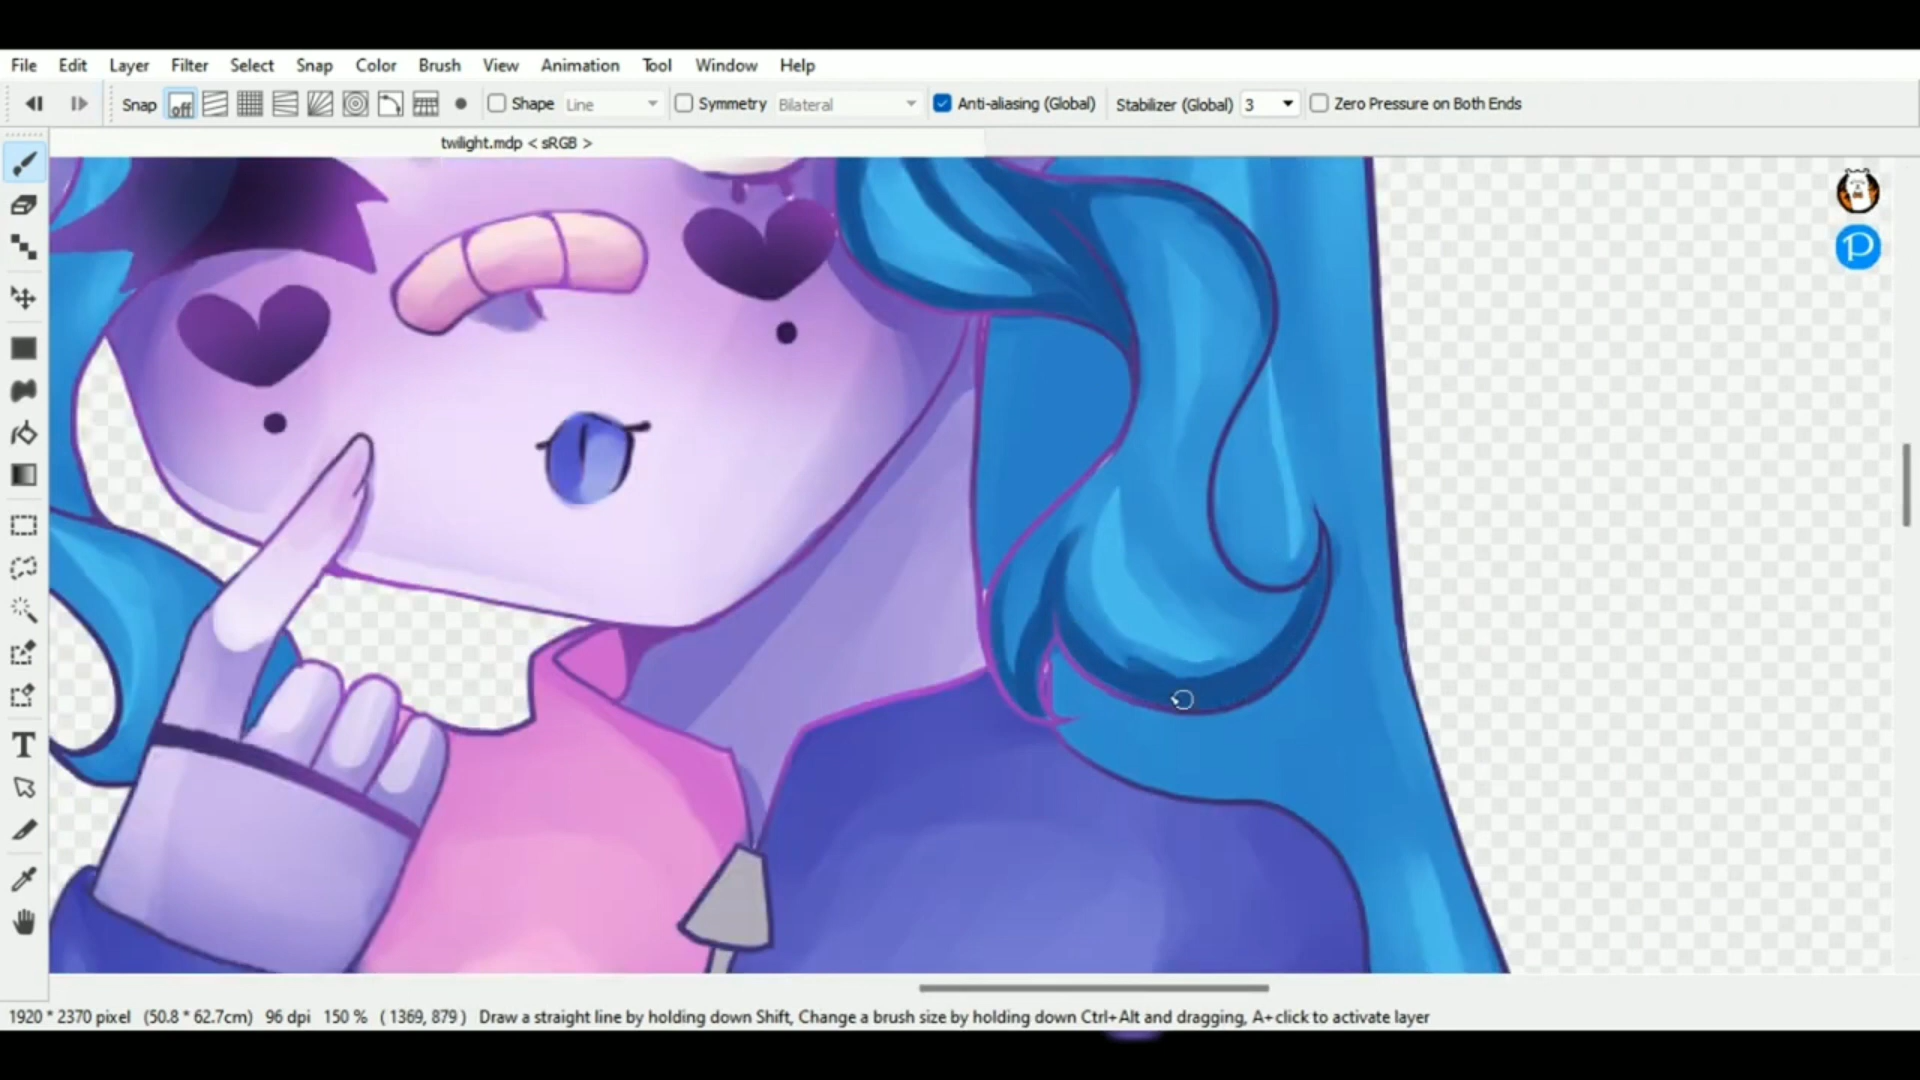 File Edit Layer Filter Select Snap Color Brush View Animation Tool Window Help
Snap off Shape Line Symmetry Bilateral Anti-aliasing (Global) Stabilizer (Global) 3 Zero Pressure on Both Ends
twilight.mdp < sRGB >
P
T
1920 * 2370 pixel (50.8 * 62.7cm) 96 dpi 150 % ( 1369, 879 ) Draw a straight line by holding down Shift, Change a brush size by holding down Ctrl+Alt and dragging, A+click to activate layer